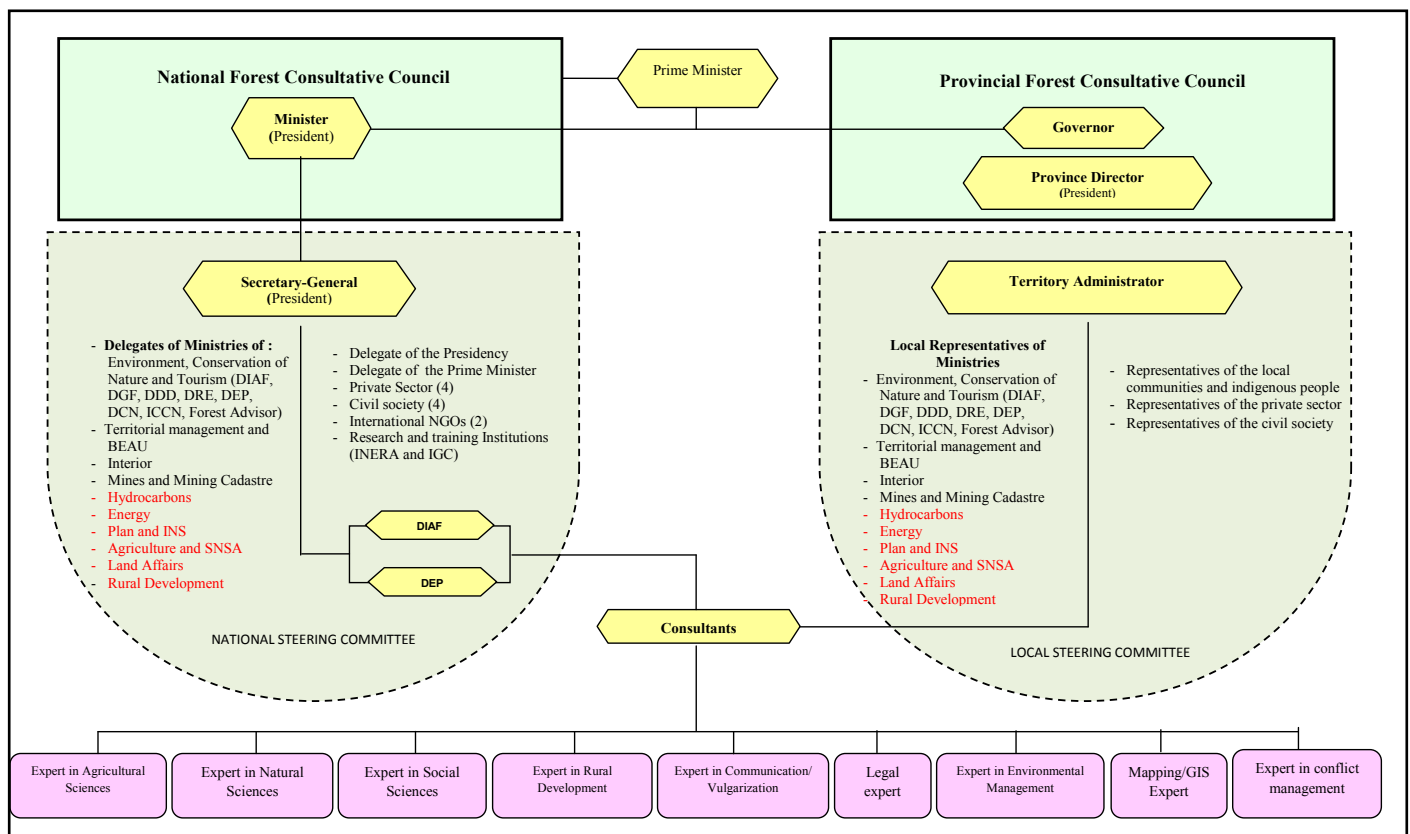 National Forest Consultative Council
Minister
(President)
Prime Minister
Provincial Forest Consultative Council
Governor
Province Director
(President)
Secretary-General
(President)
- Delegates of Ministries of :
Environment, Conservation of
Nature and Tourism (DIAF,
DGF, DDD, DRE, DEP,
DCN, ICCN, Forest Advisor)
- Territorial management and
BEAU
- Interior
- Mines and Mining Cadastre
- Hydrocarbons
- Energy
- Plan and INS
- Agriculture and SNSA
- Land Affairs
- Rural Development
- Delegate of the Presidency
- Delegate of the Prime Minister
- Private Sector (4)
- Civil society (4)
- International NGOs (2)
- Research and training Institutions
(INERA and IGC)
DIAF
DEP
NATIONAL STEERING COMMITTEE
Territory Administrator
Local Representatives of
Ministries
- Environment, Conservation of
Nature and Tourism (DIAF,
DGF, DDD, DRE, DEP,
DCN, ICCN, Forest Advisor)
- Territorial management and
BEAU
- Interior
- Mines and Mining Cadastre
- Hydrocarbons
- Energy
- Plan and INS
- Agriculture and SNSA
- Land Affairs
- Rural Development
- Representatives of the local
communities and indigenous people
- Representatives of the private sector
- Representatives of the civil society
LOCAL STEERING COMMITTEE
Consultants
Expert in Agricultural
Sciences
Expert in Natural
Sciences
Expert in Social
Sciences
Expert in Rural
Development
Expert in Communication/
Vulgarization
Legal
expert
Expert in Environmental
Management
Mapping/GIS
Expert
Expert in conflict
management